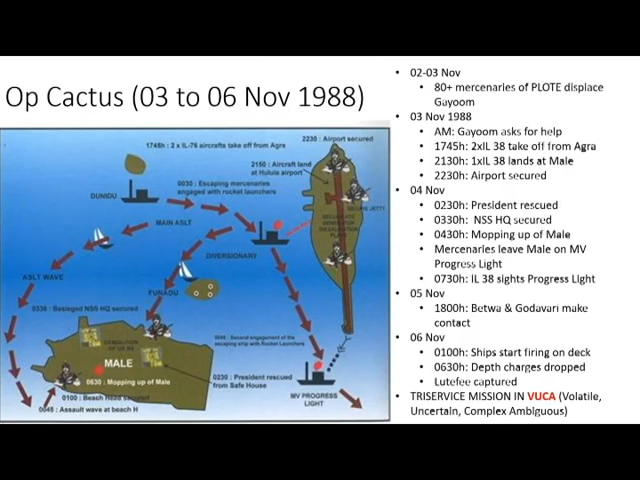 Op Cactus (03 to 06 Nov 1988)
1745h : 2 x IL-76 aircrafts take off from Agra
2230 : Airport secured
2150 : Aircraft land at Hulule airport
0030 : Escaping mercenaries engaged with rocket launchers
DUNIDU
MAIN ASLT
DIVERSIONARY
ASLT WAVE
FUNADU
0330 : Besieged NSS HQ secured
MALE
0230 : President rescued from Safe House
0630 : Mopping up of Male
0100 : Beach Head secured
0045 : Assault wave at beach H
MV PROGRESS LIGHT
• 02-03 Nov
• 80+ mercenaries of PLOTE displace
Gayoom
• 03 Nov 1988
• AM: Gayoom asks for help
• 1745h: 2xIL 38 take off from Agra
• 2130h: 1xIL 38 lands at Male
• 2230h: Airport secured
• 04 Nov
• 0230h: President rescued
• 0330h: NSS HQ secured
• 0430h: Mopping up of Male
• Mercenaries leave Male on MV
Progress Light
• 0730h: IL 38 sights Progress Light
• 05 Nov
• 1800h: Betwa & Godavari make
contact
• 06 Nov
• 0100h: Ships start firing on deck
• 0630h: Depth charges dropped
• Lutefee captured
• TRISERVICE MISSION IN VUCA (Volatile,
Uncertain, Complex Ambiguous)